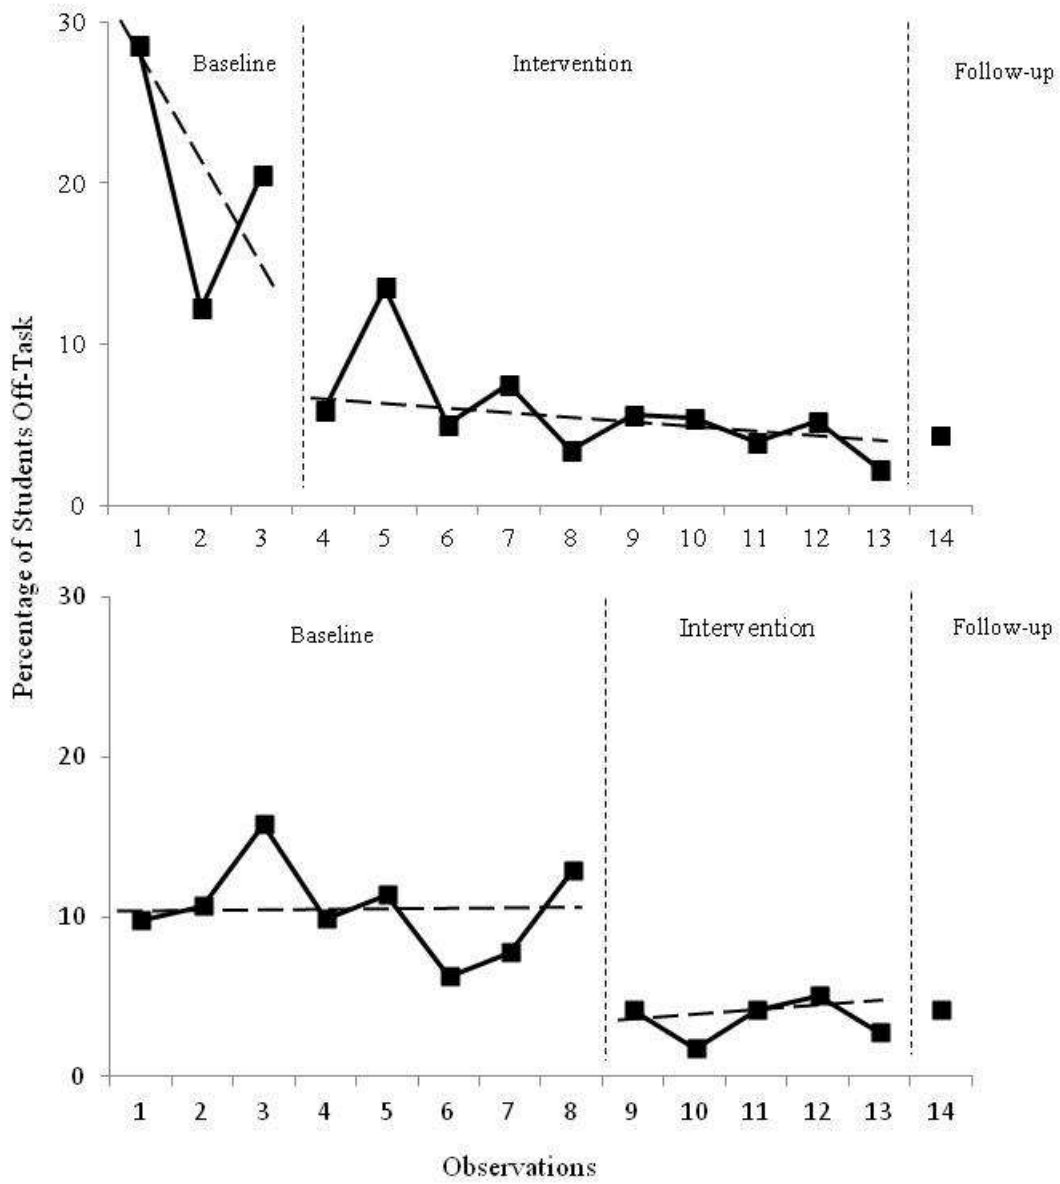 Percentage of Students Off-Task
30
20
10
0
Baseline
Intervention
Follow-up
1 2 3 4 5 6 7 8 9 10 11 12 13 14
30
20
10
0
Baseline
Intervention
Follow-up
1 2 3 4 5 6 7 8 9 10 11 12 13 14
Observations